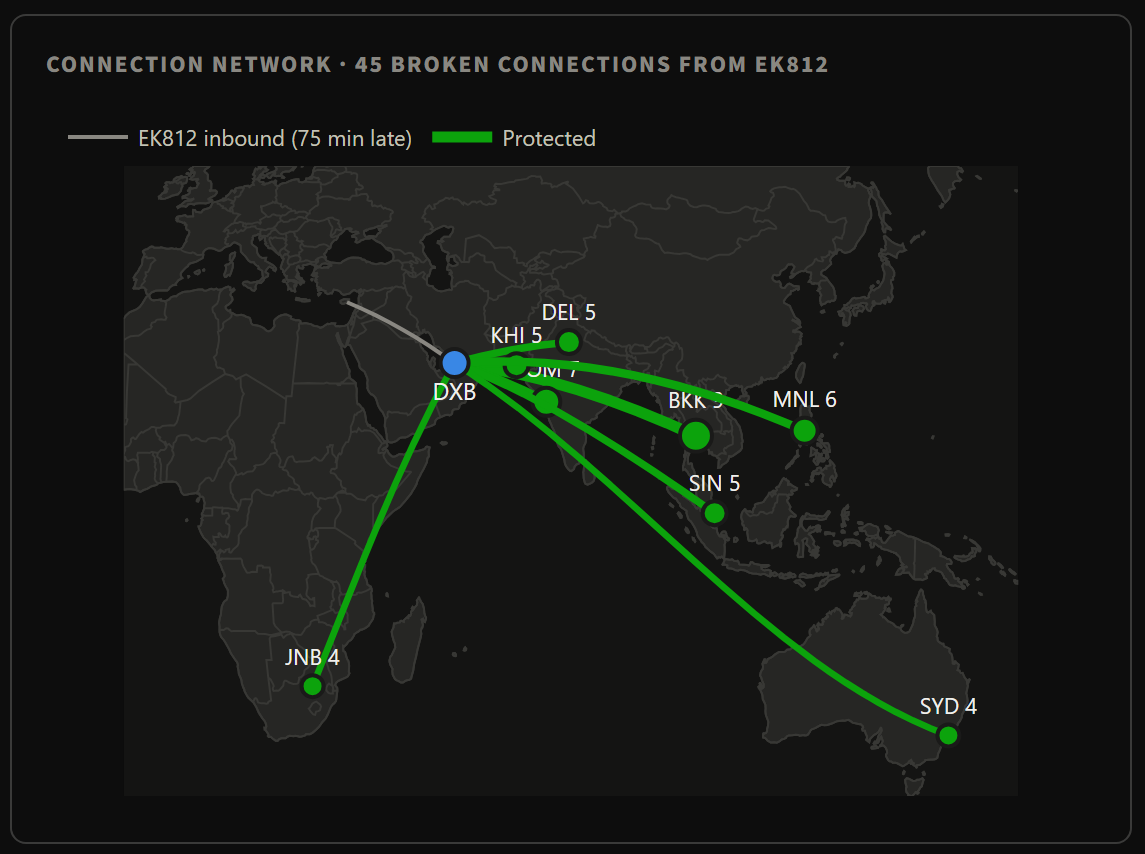 CONNECTION NETWORK · 45 BROKEN CONNECTIONS FROM EK812
EK812 inbound (75 min late)
Protected
DEL 5
KHI 5
DXB
BKK
MNL 6
SIN 5
JNB 4
SYD 4